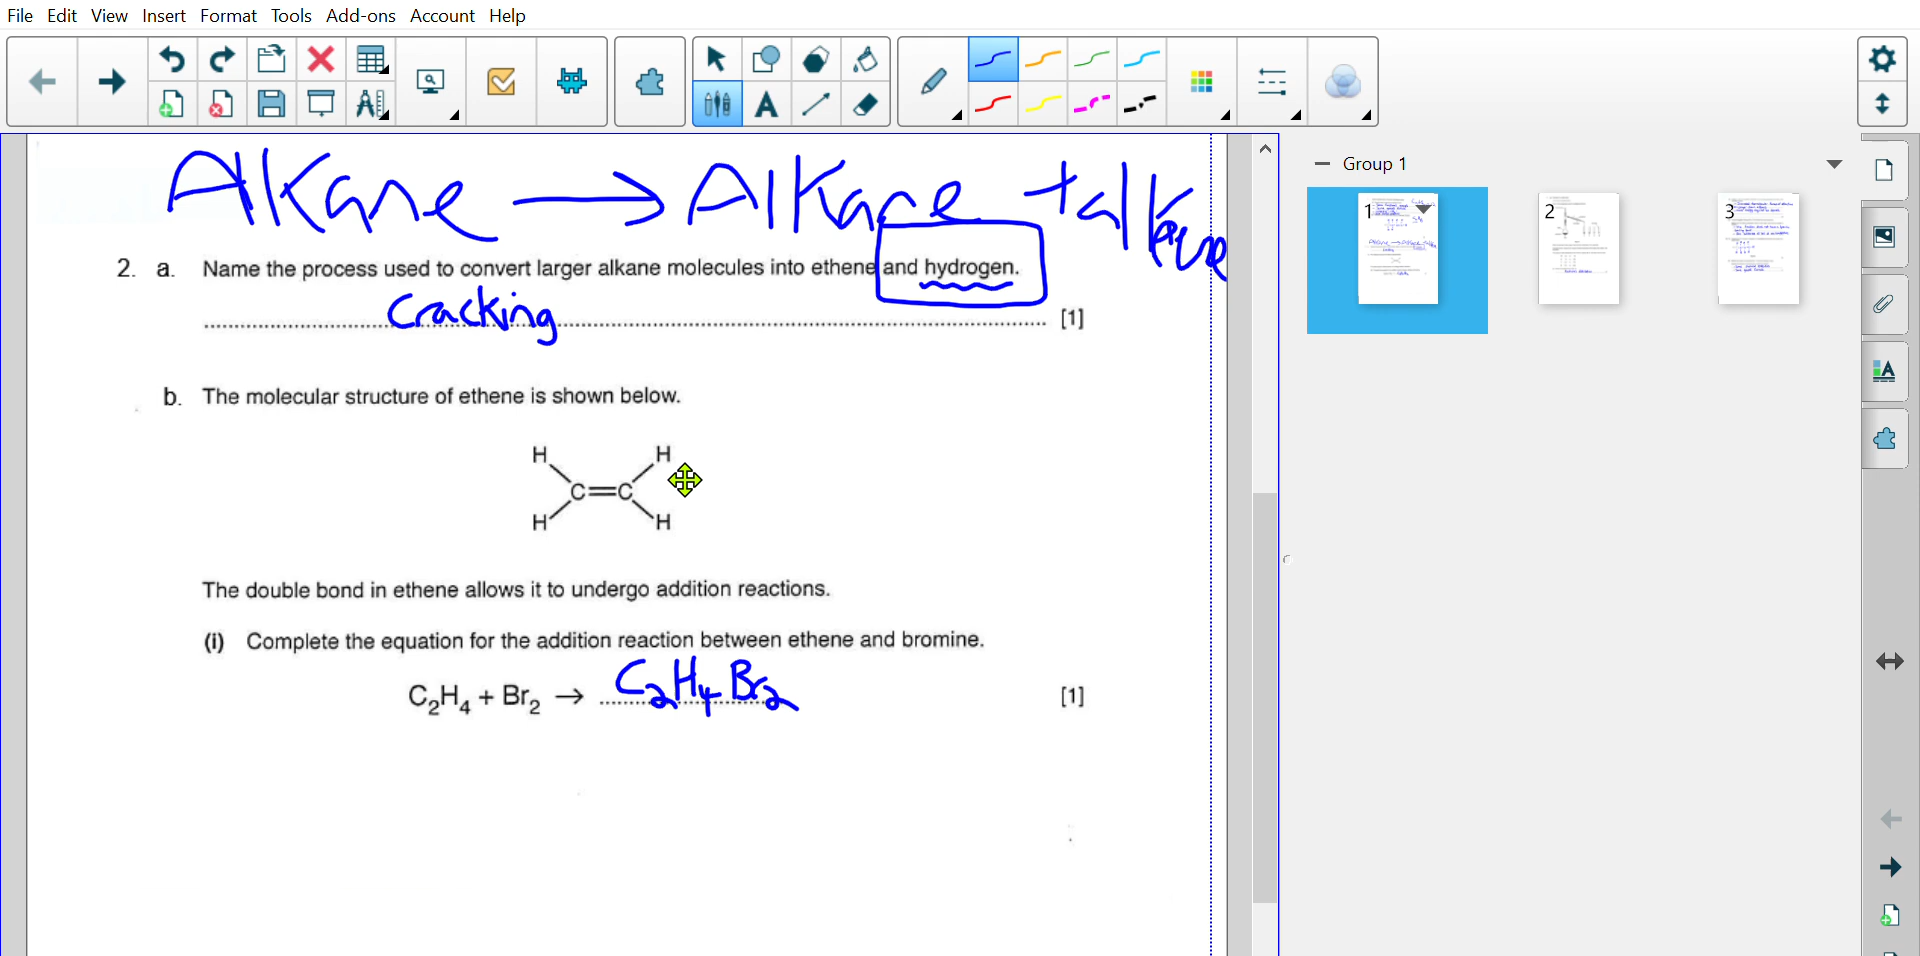 File Edit View Insert Format Tools Add-ons Account Help
Group 1
1 2 3
Alkane → Alkane + alkene
2. a. Name the process used to convert larger alkane molecules into ethene and hydrogen.
Cracking [1]
b. The molecular structure of ethene is shown below.
H H
C=C
H H
The double bond in ethene allows it to undergo addition reactions.
(i) Complete the equation for the addition reaction between ethene and bromine.
C₂H₄ + Br₂ → C₂H₄Br₂ [1]